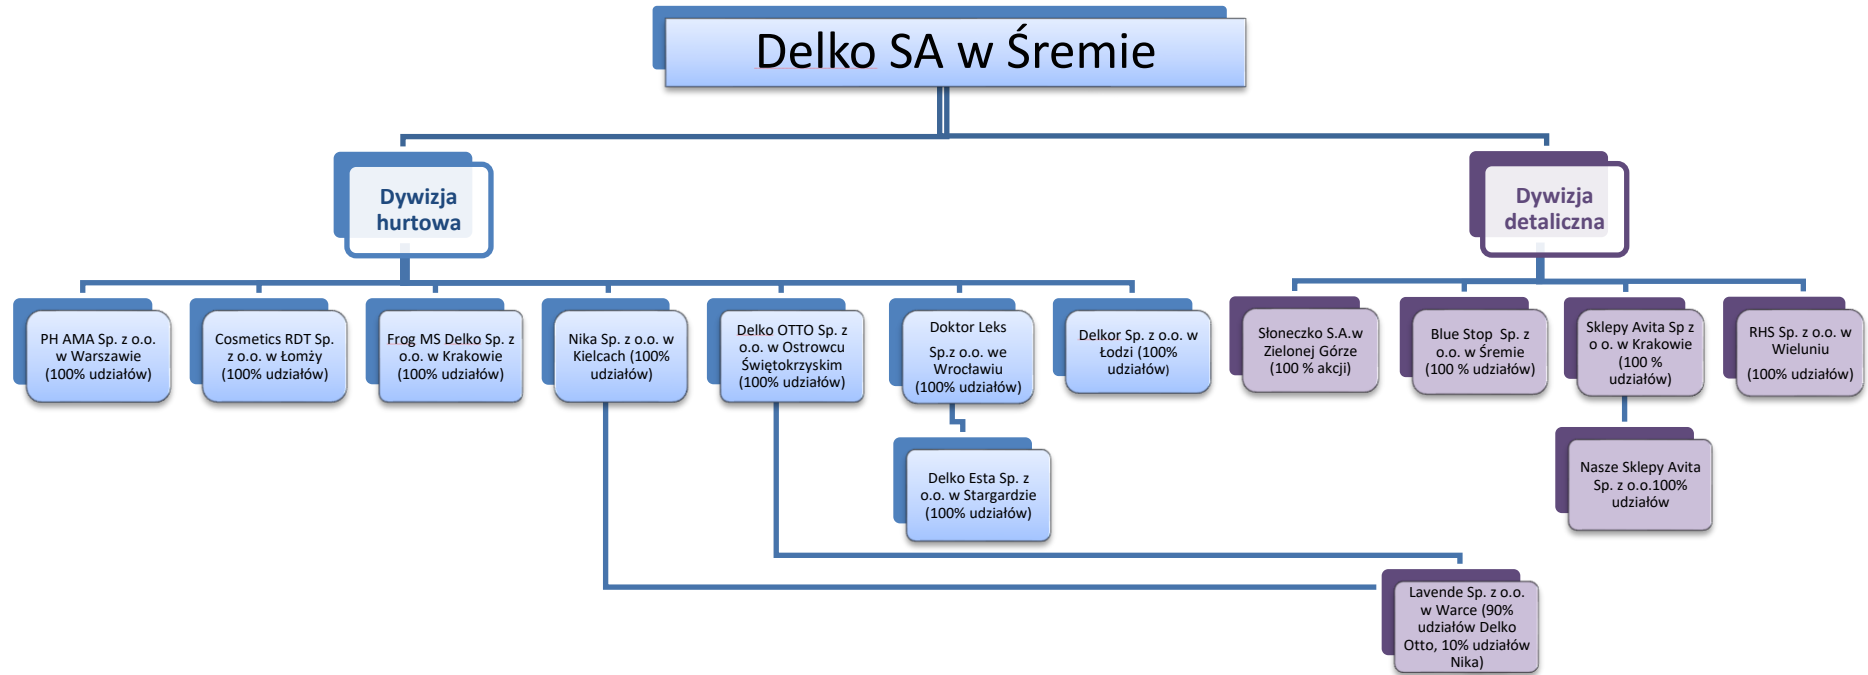 Delko SA w Śremie
Dywizja
hurtowa
Dywizja
detaliczna
PH AMA Sp. z o.o.
w Warszawie
(100% udziałów)
Cosmetics RDT Sp.
z o.o. w Łomży
(100% udziałów)
Frog MS Delko Sp. z
o.o. w Krakowie
(100% udziałów)
Nika Sp. z o.o. w
Kielcach (100%
udziałów)
Delko OTTO Sp. z
o.o. w Ostrowcu
Świętokrzyskim
(100% udziałów)
Doktor Leks
Sp.z o.o. we
Wrocławiu
(100% udziałów)
Delkor Sp. z o.o. w
Łodzi (100%
udziałów)
Słoneczko S.A.w
Zielonej Górze
(100 % akcji)
Blue Stop  Sp. z
o.o. w Śremie
(100 % udziałów)
Sklepy Avita Sp z
o o. w Krakowie
(100 %
udziałów)
RHS Sp. z o.o. w
Wieluniu
(100% udziałów)
Delko Esta Sp. z
o.o. w Stargardzie
(100% udziałów)
Nasze Sklepy Avita
Sp. z o.o.100%
udziałów
Lavende Sp. z o.o.
w Warce (90%
udziałów Delko
Otto, 10% udziałów
Nika)